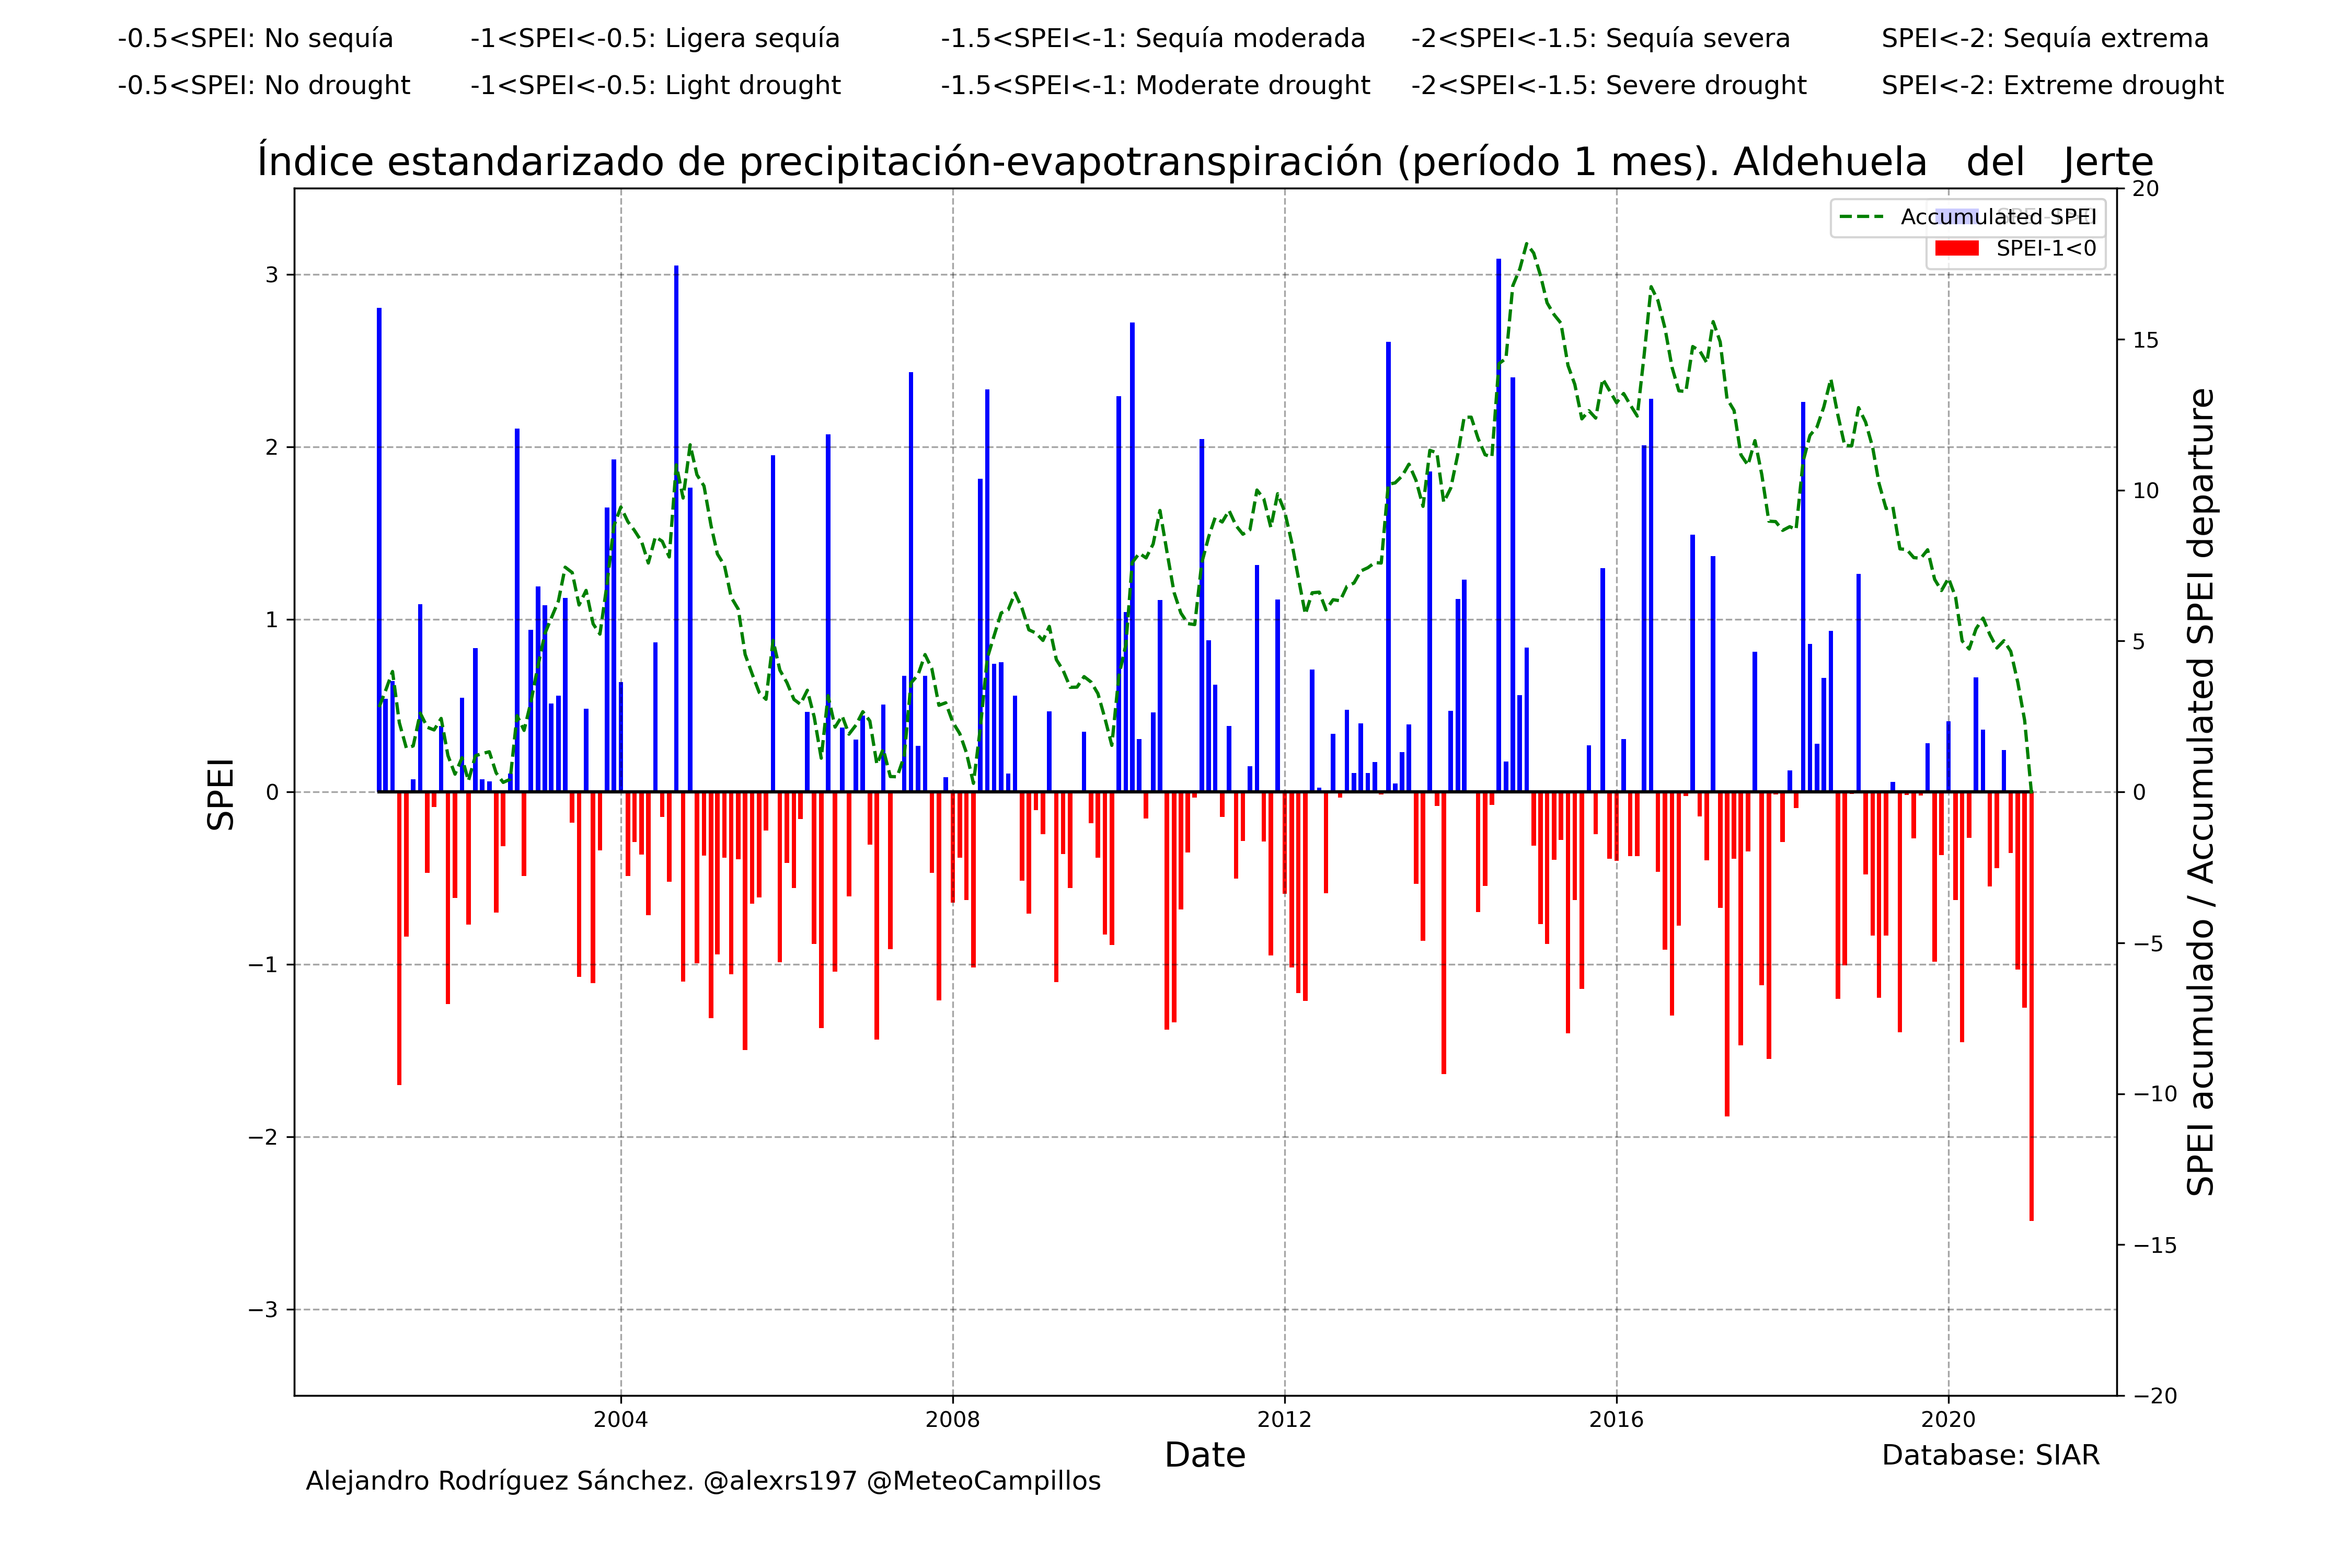 -0.5<SPEI: No sequía -1<SPEI<-0.5: Ligera sequía -1.5<SPEI<-1: Sequía moderada -2<SPEI<-1.5: Sequía severa SPEI<-2: Sequía extrema
-0.5<SPEI: No drought -1<SPEI<-0.5: Light drought -1.5<SPEI<-1: Moderate drought -2<SPEI<-1.5: Severe drought SPEI<-2: Extreme drought
Índice estandarizado de precipitación-evapotranspiración (período 1 mes). Aldehuela del Jerte
Accumulated SPEI
SPEI-1<0
SPEI
3
2
1
0
−1
−2
−3
20
15
10
5
0
−5
−10
−15
−20
SPEI acumulado / Accumulated SPEI departure
2004 2008 2012 2016 2020
Date
Database: SIAR
Alejandro Rodríguez Sánchez. @alexrs197 @MeteoCampillos